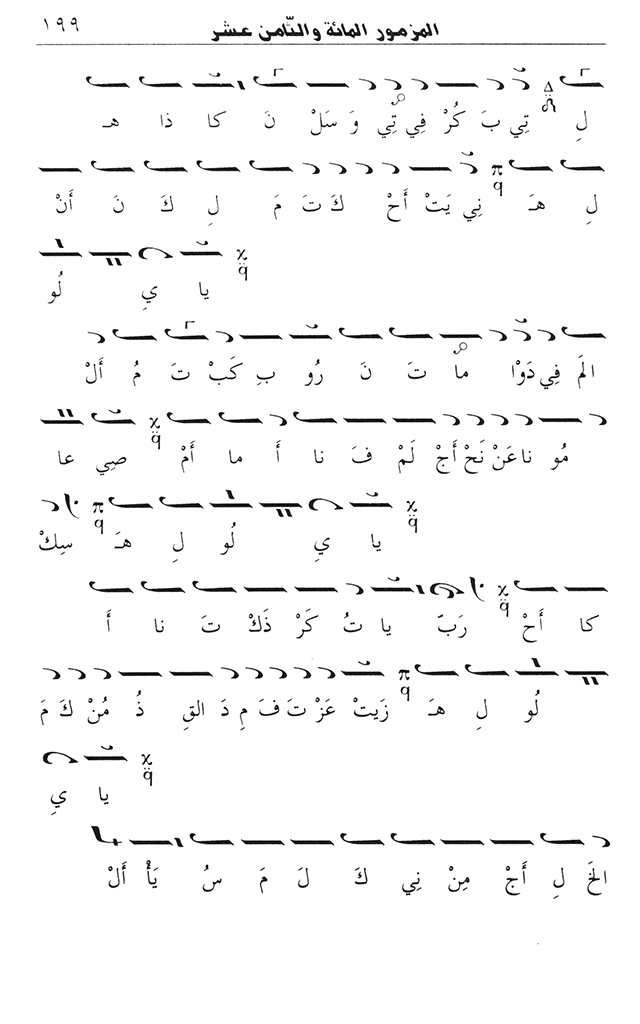 ١٩٩ المزمور المائة والثّامن عشر
لِ تِي بَ كُرْ فِي تِي وَ سَلْ نَ كا ذا هـ
لِ هـَ نِي يَتْ أَحْ كَ تَ مَ لِ كَ نَ أَنْ
يا يِ لُو
المَ فِي دَوْا ما تَ نَ رُو بِ كَبْ تَ مُ أَلْ
مُو نا عَنْ نَحْ أَجْ لَمْ فَ نا أَ ما أَمْ صِي عا
يا يِ لُو لِ هـَ سِكْ
كا أَحْ رَبّ يا تُ كَرْ ذَكْ تَ نا أَ
لُو لِ هـَ زَيتْ عَزْ تَ فَ مِ دَ القِ ذُ مُنْ كَ مَ
يا يِ
الخَ لِ أَجْ مِنْ نِي كَ لَ مَ سُ يَأْ أَلْ